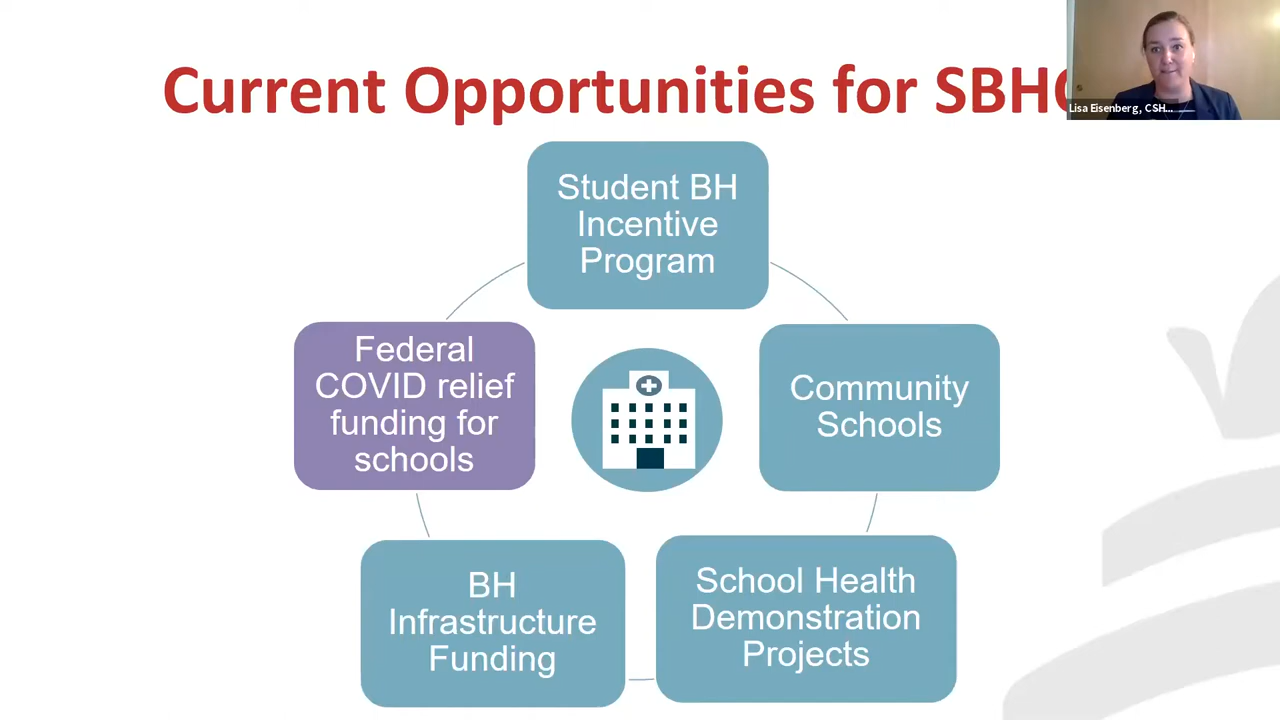 Current Opportunities for SBHC
Lisa Eisenberg, CSH...
Student BH
Incentive
Program
Federal
COVID relief
funding for
schools
Community
Schools
BH
Infrastructure
Funding
School Health
Demonstration
Projects